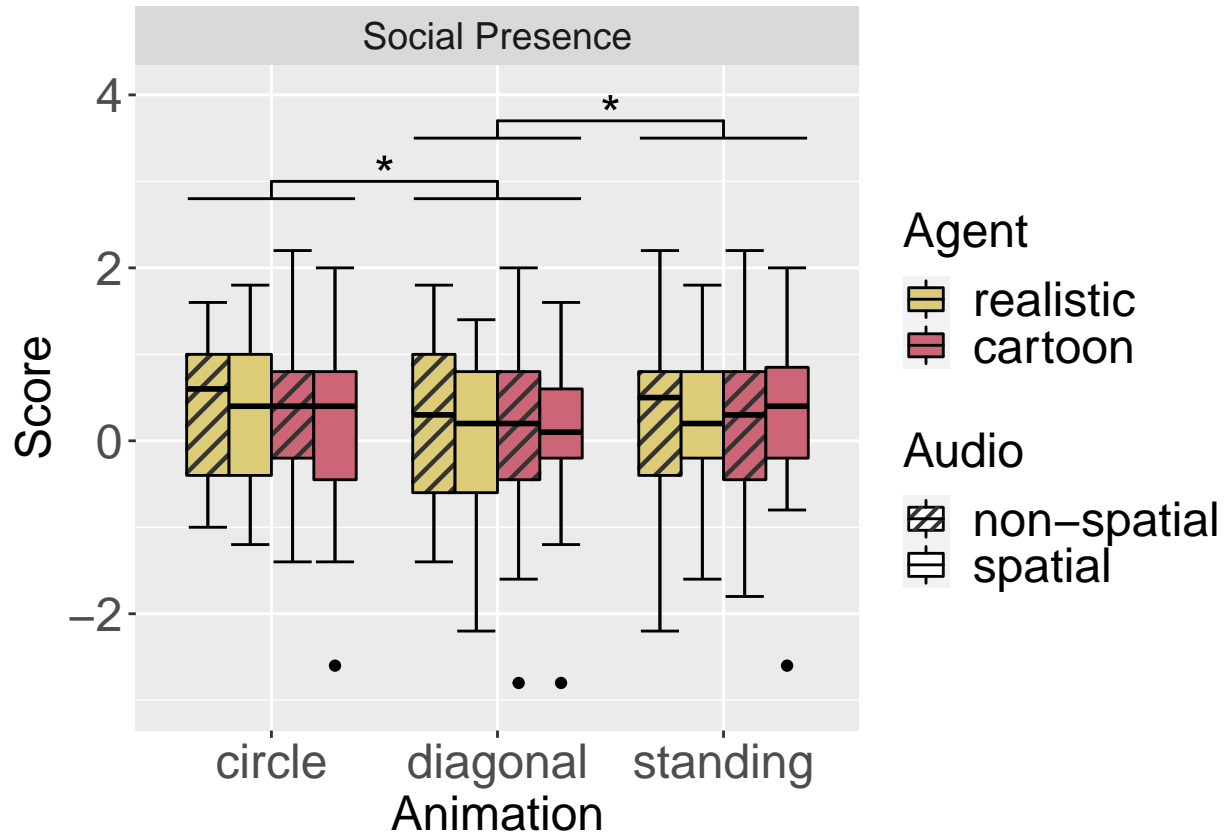 Social Presence
4
2
0
−2
Score
*
*
circle
diagonal
standing
Animation
Agent
realistic
cartoon
Audio
non−spatial
spatial